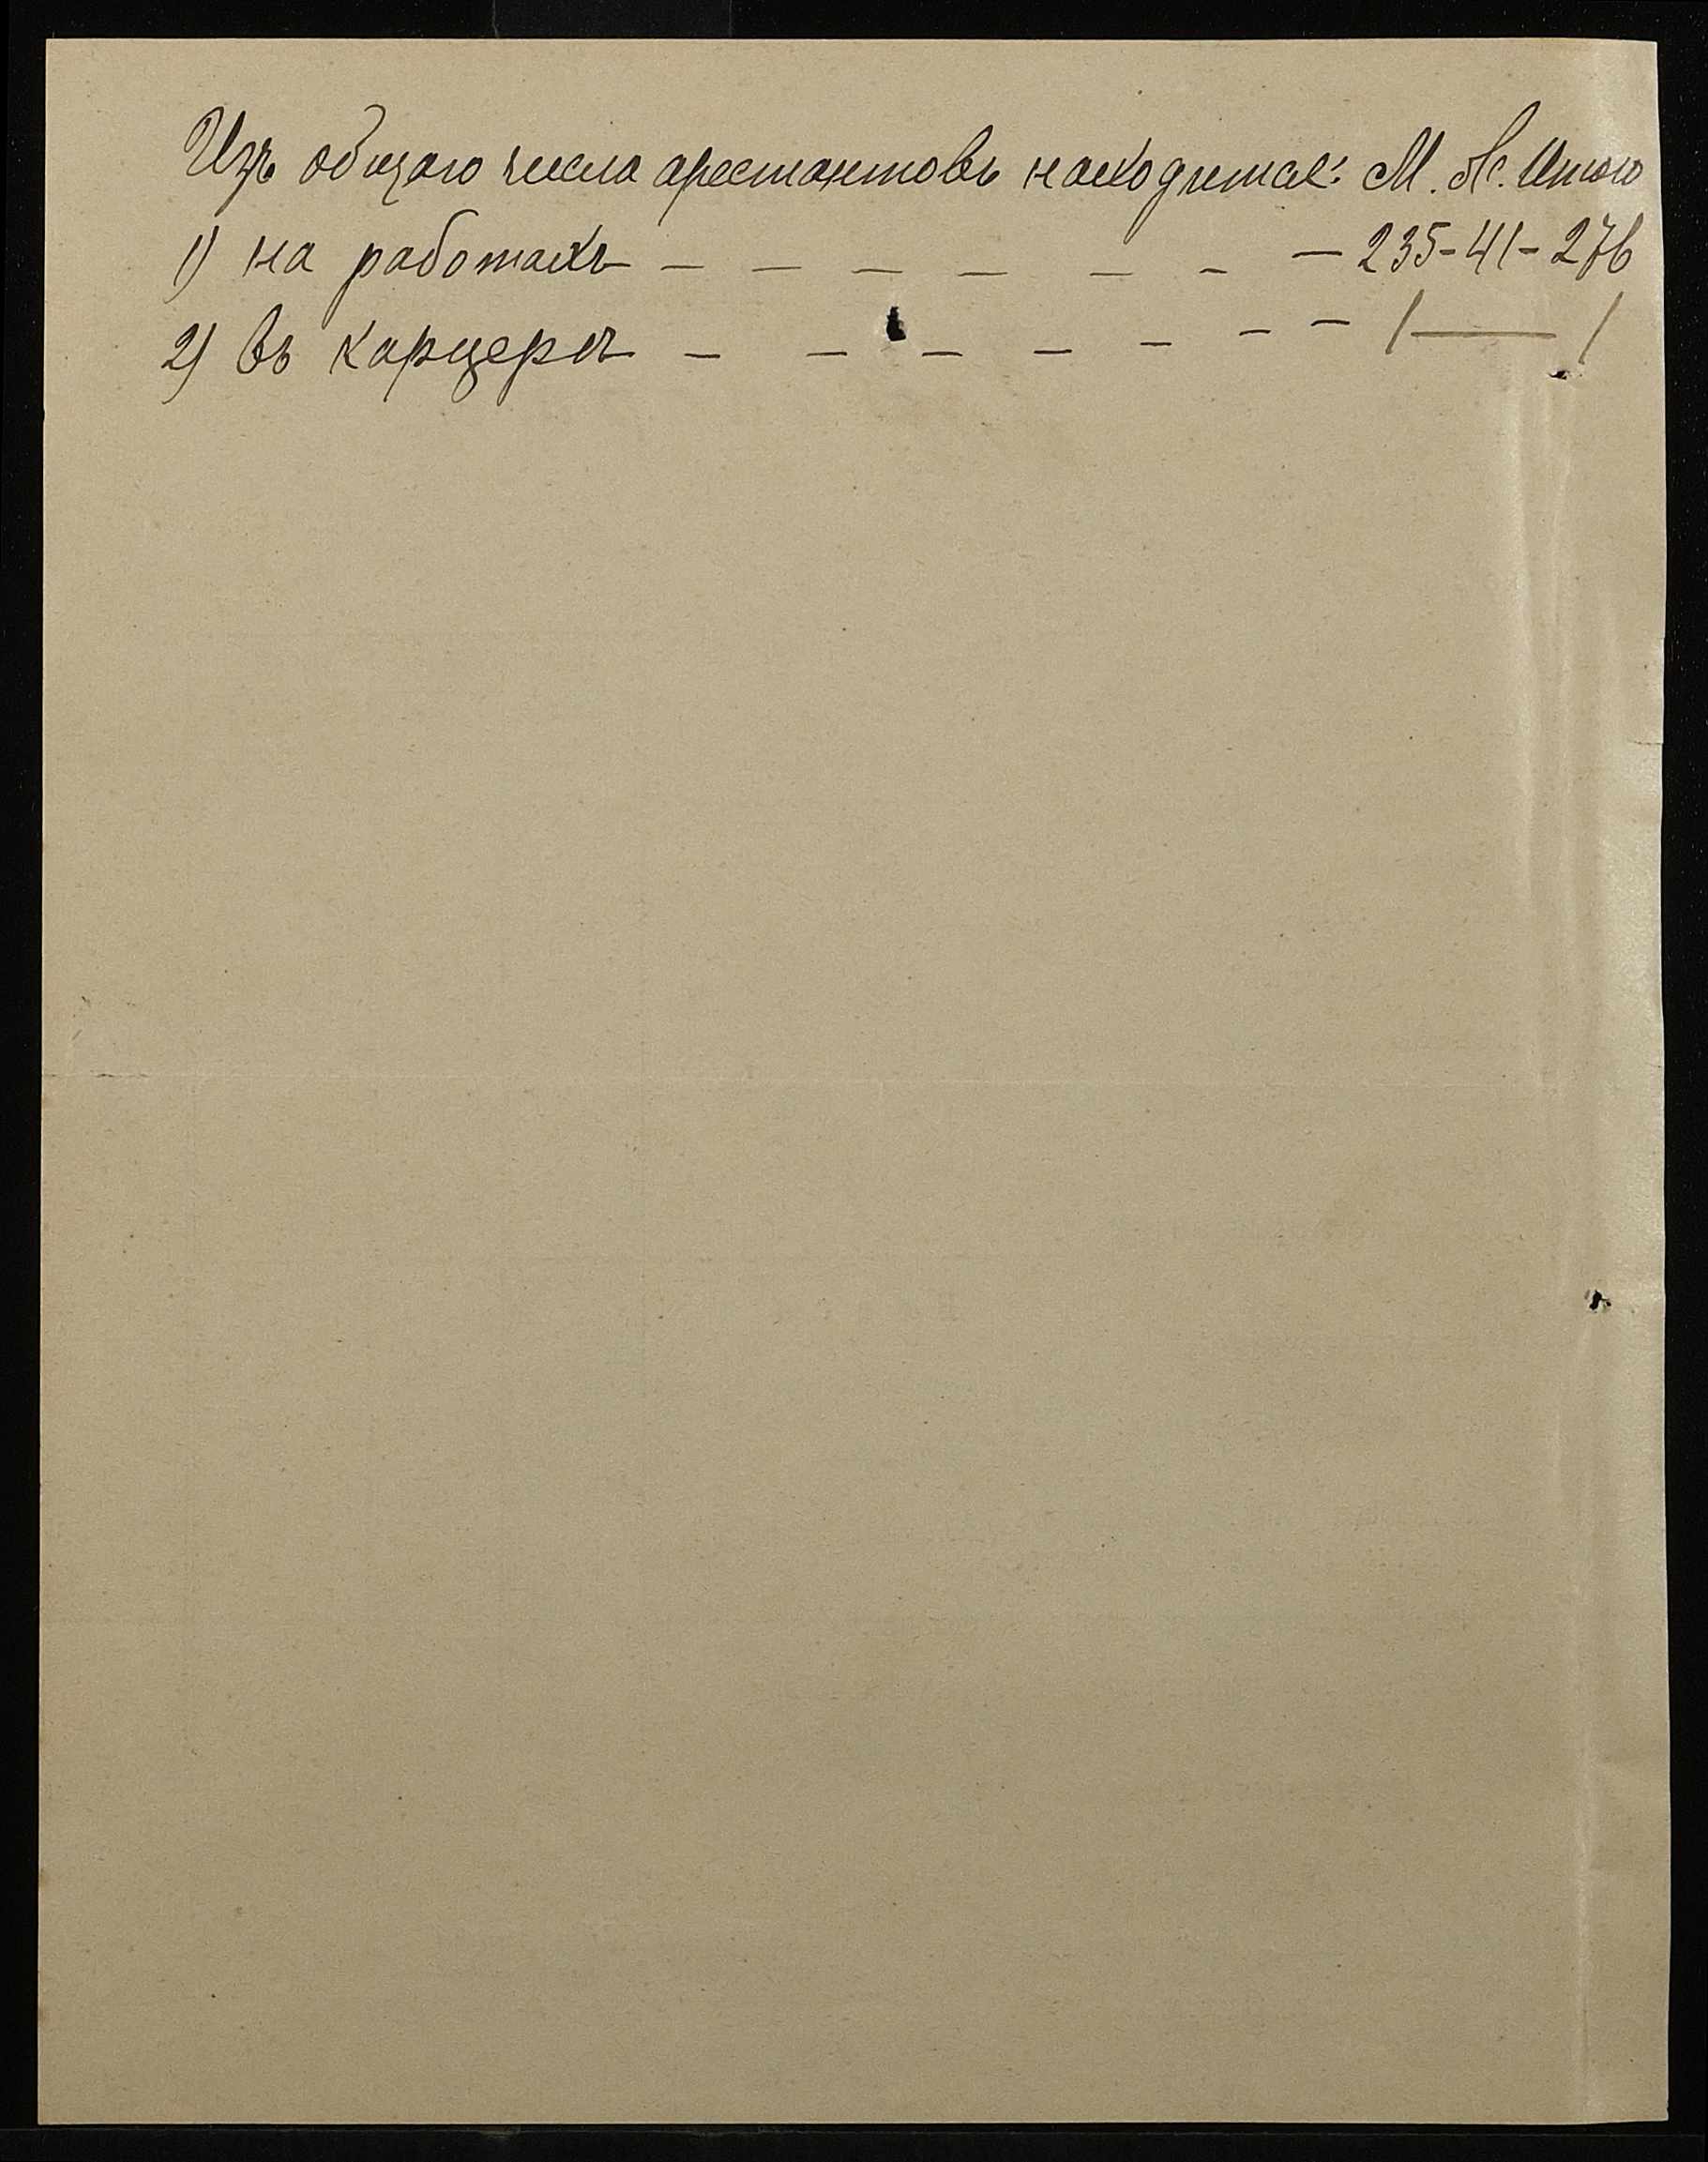 Изъ общаго числа арестантовъ находится: М. Ж. Итого
1) на работахъ — — — — — — — — 235 - 41 - 276
2) въ карцерѣ — — — — — — — — 1 — 1